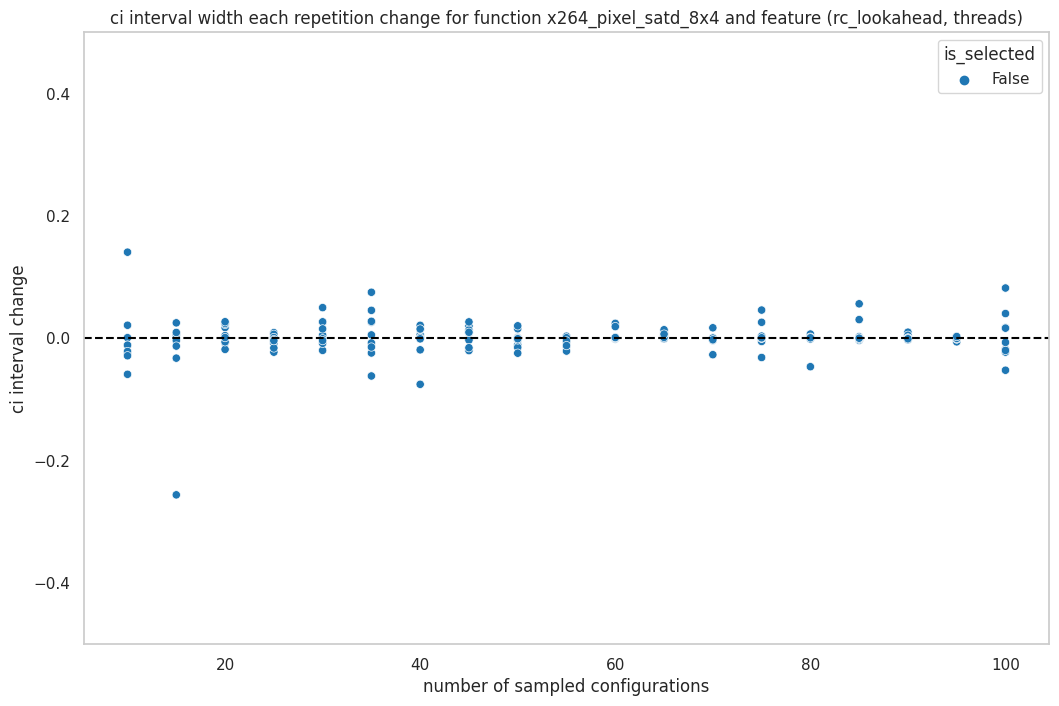 ci interval width each repetition change for function x264_pixel_satd_8x4 and feature (rc_lookahead, threads)
is_selected
False
ci interval change
0.4
0.2
0.0
−0.2
−0.4
20
40
60
80
100
number of sampled configurations